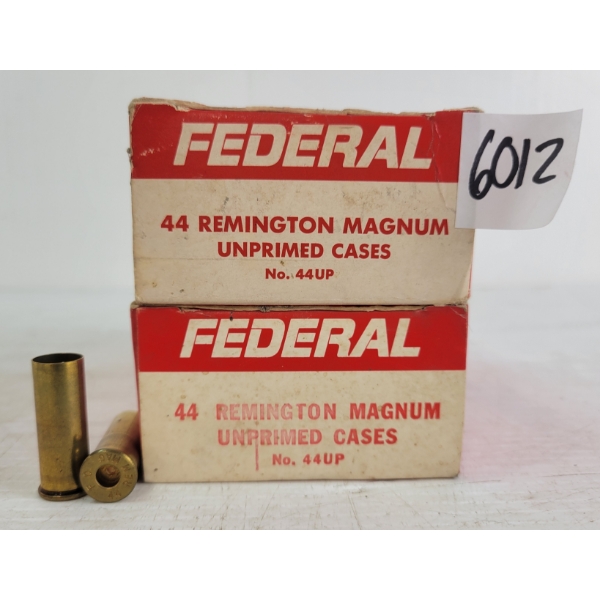 FEDERAL
6012
44 REMINGTON MAGNUM
UNPRIMED CASES
No. 44UP
FEDERAL
44 REMINGTON MAGNUM
UNPRIMED CASES
No. 44UP